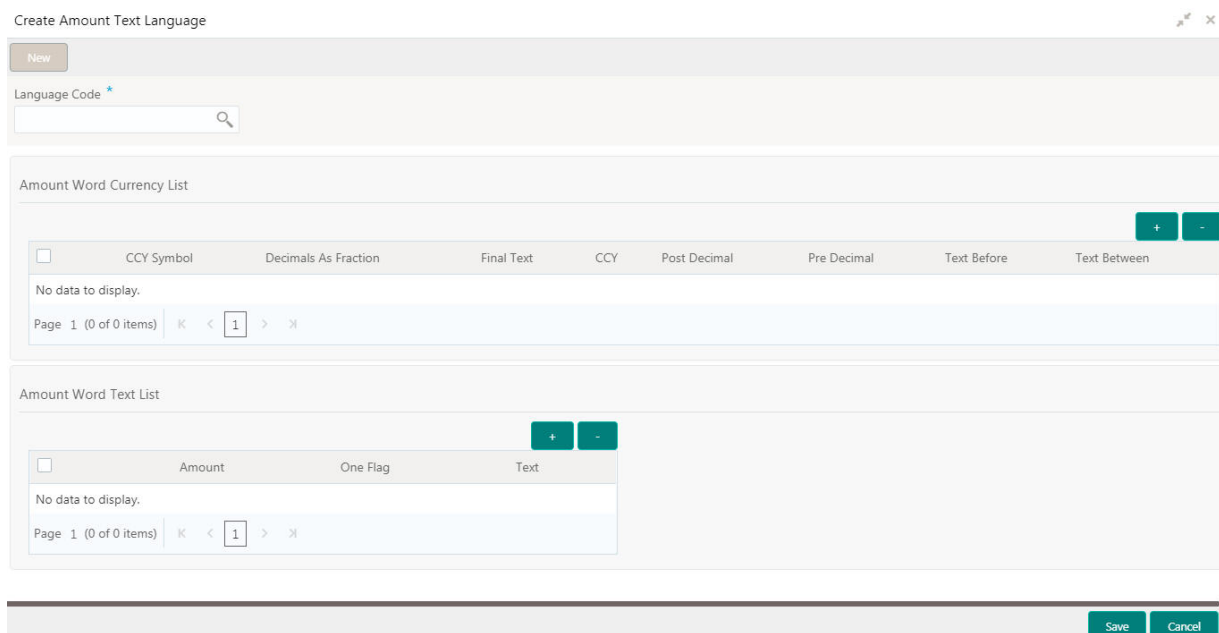 Create Amount Text Language
New
Language Code *
Amount Word Currency List
+ -
CCY Symbol Decimals As Fraction Final Text CCY Post Decimal Pre Decimal Text Before Text Between
No data to display.
Page 1 (0 of 0 items) 1
Amount Word Text List
+ -
Amount One Flag Text
No data to display.
Page 1 (0 of 0 items) 1
Save Cancel